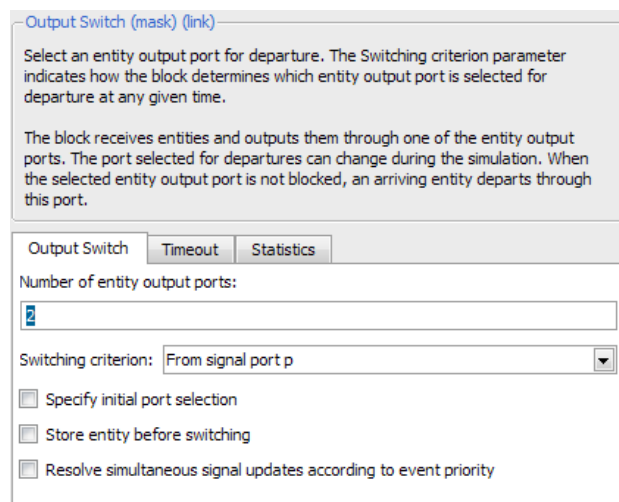 Output Switch (mask) (link)
Select an entity output port for departure. The Switching criterion parameter
indicates how the block determines which entity output port is selected for
departure at any given time.
The block receives entities and outputs them through one of the entity output
ports. The port selected for departures can change during the simulation. When
the selected entity output port is not blocked, an arriving entity departs through
this port.
Output Switch Timeout Statistics
Number of entity output ports:
2
Switching criterion: From signal port p
Specify initial port selection
Store entity before switching
Resolve simultaneous signal updates according to event priority